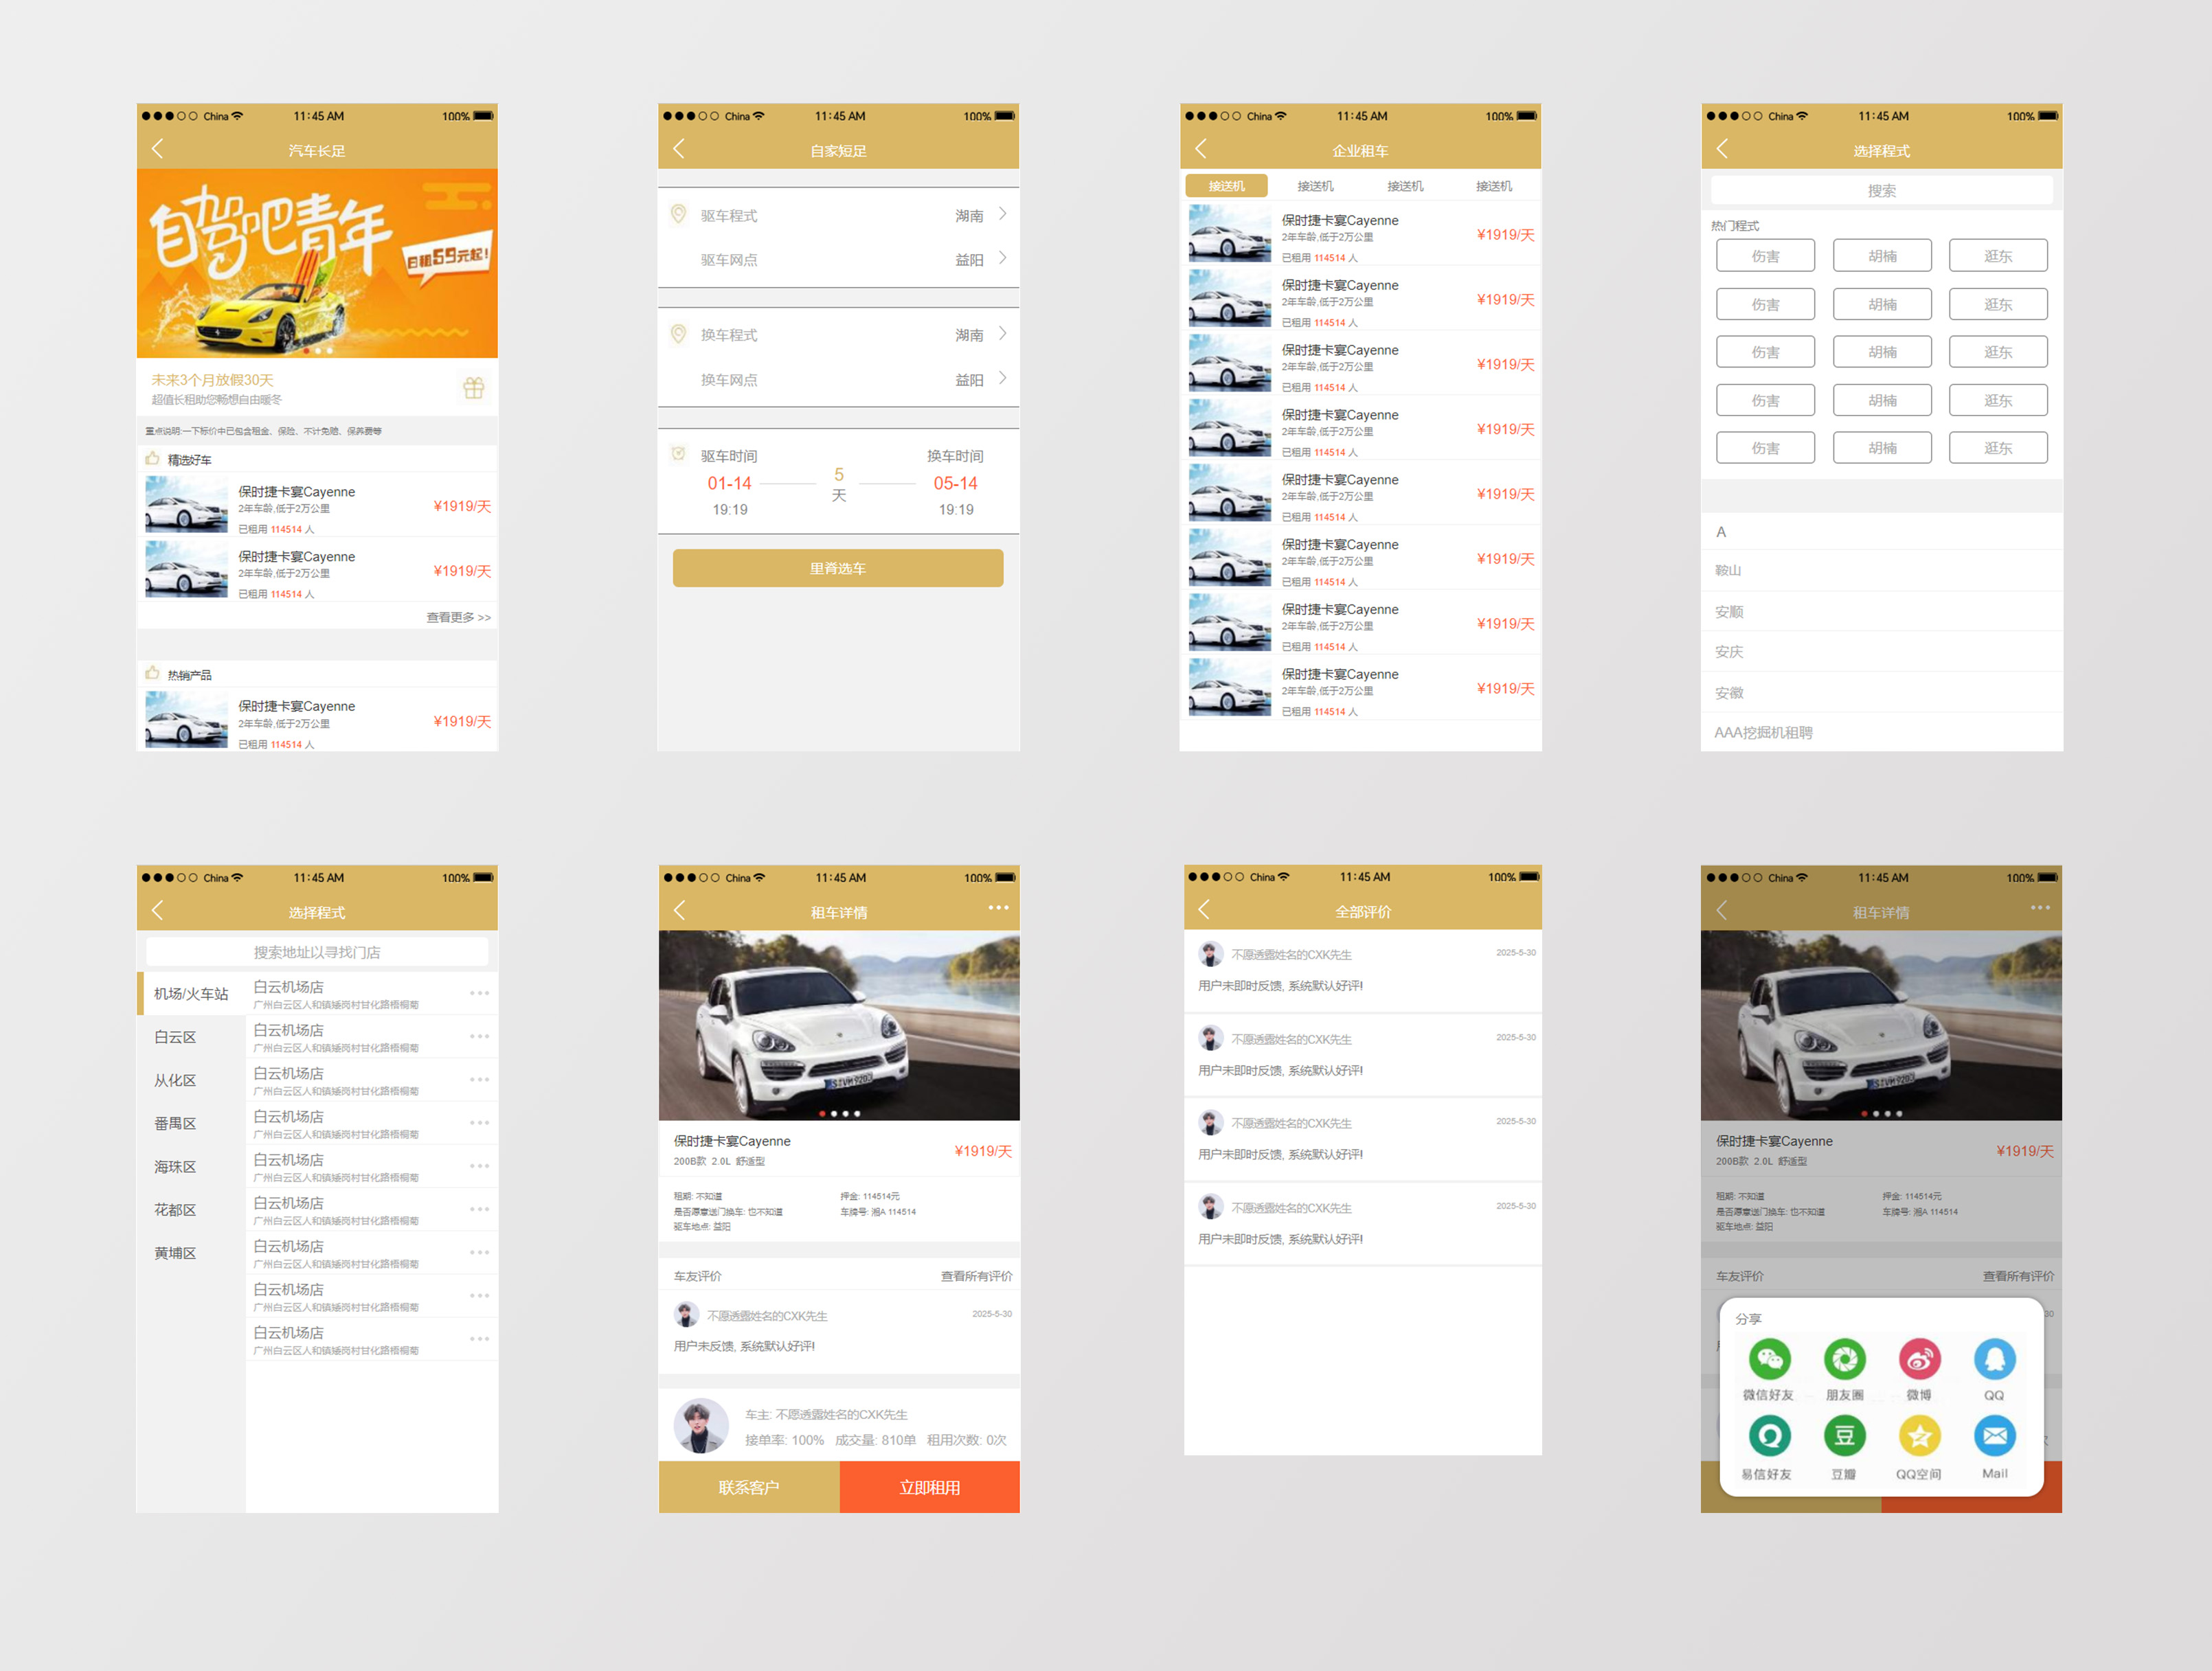 China 11:45 AM 100%
汽车长足
自驾吧青年
日租59元起!
未来3个月放假30天
超值长租助您畅想自由暖冬
重点说明:一下标价中已包含租金、保险、不计免赔、保养费等
精选好车
保时捷卡宴Cayenne
2年车龄,低于2万公里
已租用 114514 人
¥1919/天
保时捷卡宴Cayenne
2年车龄,低于2万公里
已租用 114514 人
¥1919/天
查看更多 >>
热销产品
保时捷卡宴Cayenne
2年车龄,低于2万公里
已租用 114514 人
¥1919/天
China 11:45 AM 100%
自家短足
驱车程式 湖南
驱车网点 益阳
换车程式 湖南
换车网点 益阳
驱车时间 换车时间
01-14 5 05-14
天
19:19 19:19
里脊选车
China 11:45 AM 100%
企业租车
接送机 接送机 接送机 接送机
保时捷卡宴Cayenne
2年车龄,低于2万公里
已租用 114514 人
¥1919/天
保时捷卡宴Cayenne
2年车龄,低于2万公里
已租用 114514 人
¥1919/天
保时捷卡宴Cayenne
2年车龄,低于2万公里
已租用 114514 人
¥1919/天
保时捷卡宴Cayenne
2年车龄,低于2万公里
已租用 114514 人
¥1919/天
保时捷卡宴Cayenne
2年车龄,低于2万公里
已租用 114514 人
¥1919/天
保时捷卡宴Cayenne
2年车龄,低于2万公里
已租用 114514 人
¥1919/天
保时捷卡宴Cayenne
2年车龄,低于2万公里
已租用 114514 人
¥1919/天
保时捷卡宴Cayenne
2年车龄,低于2万公里
已租用 114514 人
¥1919/天
China 11:45 AM 100%
选择程式
搜索
热门程式
伤害 胡楠 逛东
伤害 胡楠 逛东
伤害 胡楠 逛东
伤害 胡楠 逛东
伤害 胡楠 逛东
A
鞍山
安顺
安庆
安徽
AAA挖掘机租聘
China 11:45 AM 100%
选择程式
搜索地址以寻找门店
机场/火车站
白云区
从化区
番禺区
海珠区
花都区
黄埔区
白云机场店
广州白云区人和镇矮岗村甘化路梧桐萄
白云机场店
广州白云区人和镇矮岗村甘化路梧桐萄
白云机场店
广州白云区人和镇矮岗村甘化路梧桐萄
白云机场店
广州白云区人和镇矮岗村甘化路梧桐萄
白云机场店
广州白云区人和镇矮岗村甘化路梧桐萄
白云机场店
广州白云区人和镇矮岗村甘化路梧桐萄
白云机场店
广州白云区人和镇矮岗村甘化路梧桐萄
白云机场店
广州白云区人和镇矮岗村甘化路梧桐萄
白云机场店
广州白云区人和镇矮岗村甘化路梧桐萄
China 11:45 AM 100%
租车详情
保时捷卡宴Cayenne
¥1919/天
200B款 2.0L 舒适型
租期: 不知道 押金: 114514元
是否愿意送门换车: 也不知道 车牌号: 湘A 114514
驱车地点: 益阳
车友评价 查看所有评价
不愿透露姓名的CXK先生 2025-5-30
用户未反馈, 系统默认好评!
车主: 不愿透露姓名的CXK先生
接单率: 100% 成交量: 810单 租用次数: 0次
联系客户 立即租用
China 11:45 AM 100%
全部评价
不愿透露姓名的CXK先生 2025-5-30
用户未即时反馈, 系统默认好评!
不愿透露姓名的CXK先生 2025-5-30
用户未即时反馈, 系统默认好评!
不愿透露姓名的CXK先生 2025-5-30
用户未即时反馈, 系统默认好评!
不愿透露姓名的CXK先生 2025-5-30
用户未即时反馈, 系统默认好评!
China 11:45 AM 100%
租车详情
保时捷卡宴Cayenne
¥1919/天
200B款 2.0L 舒适型
租期: 不知道 押金: 114514元
是否愿意送门换车: 也不知道 车牌号: 湘A 114514
驱车地点: 益阳
车友评价 查看所有评价
30
分享
微信好友 朋友圈 微博 QQ
豆
易信好友 豆瓣 QQ空间 Mail